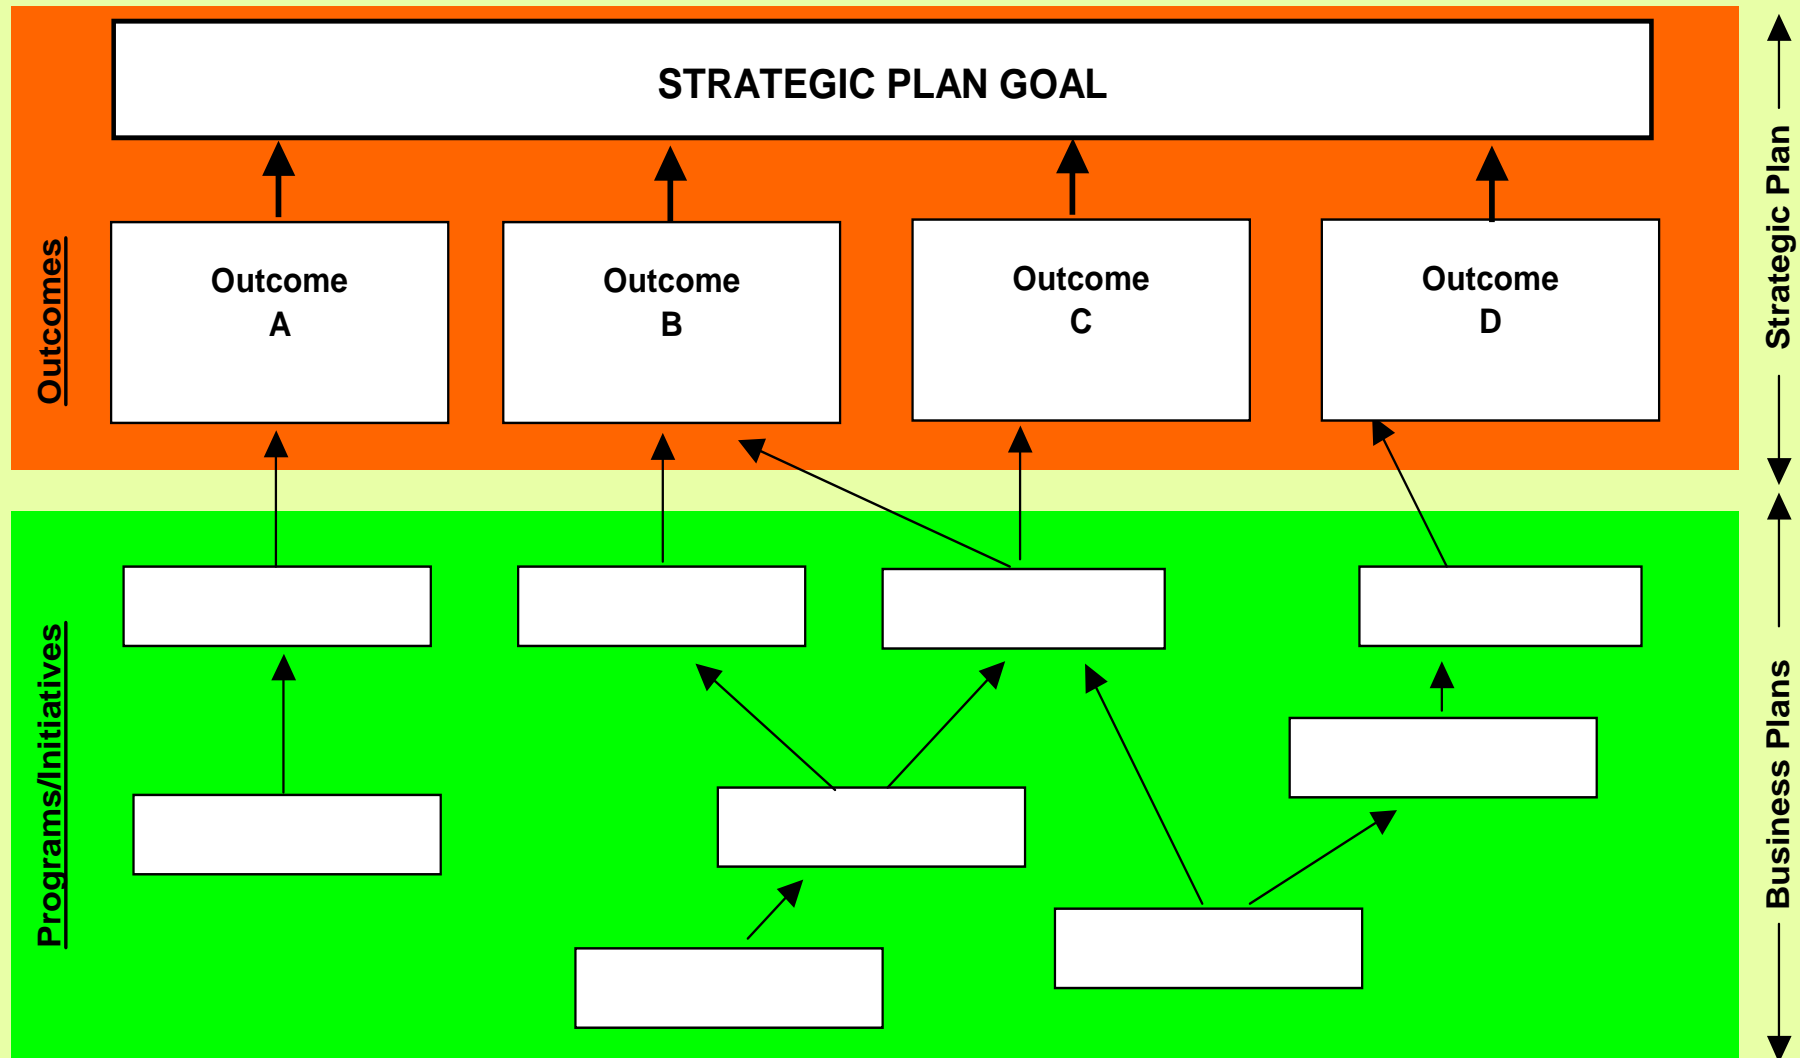 STRATEGIC PLAN GOAL
Outcomes
Outcome
A
Outcome
B
Outcome
C
Outcome
D
Strategic Plan
Programs/Initiatives
Business Plans